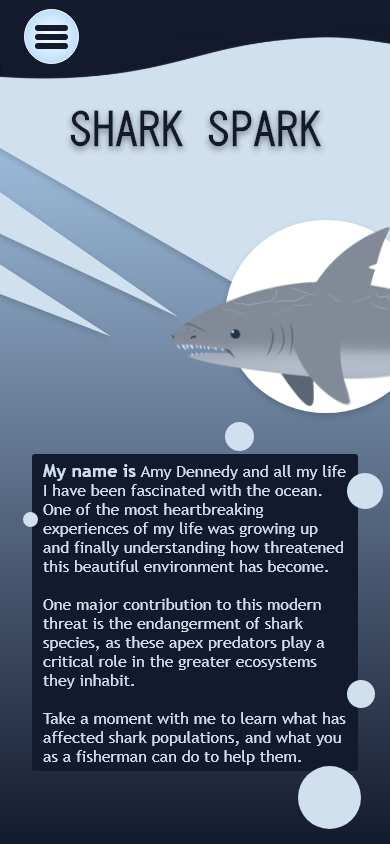 SHARK SPARK
My name is Amy Dennedy and all my life
I have been fascinated with the ocean.
One of the most heartbreaking
experiences of my life was growing up
and finally understanding how threatened
this beautiful environment has become.
One major contribution to this modern
threat is the endangerment of shark
species, as these apex predators play a
critical role in the greater ecosystems
they inhabit.
Take a moment with me to learn what has
affected shark populations, and what you
as a fisherman can do to help them.